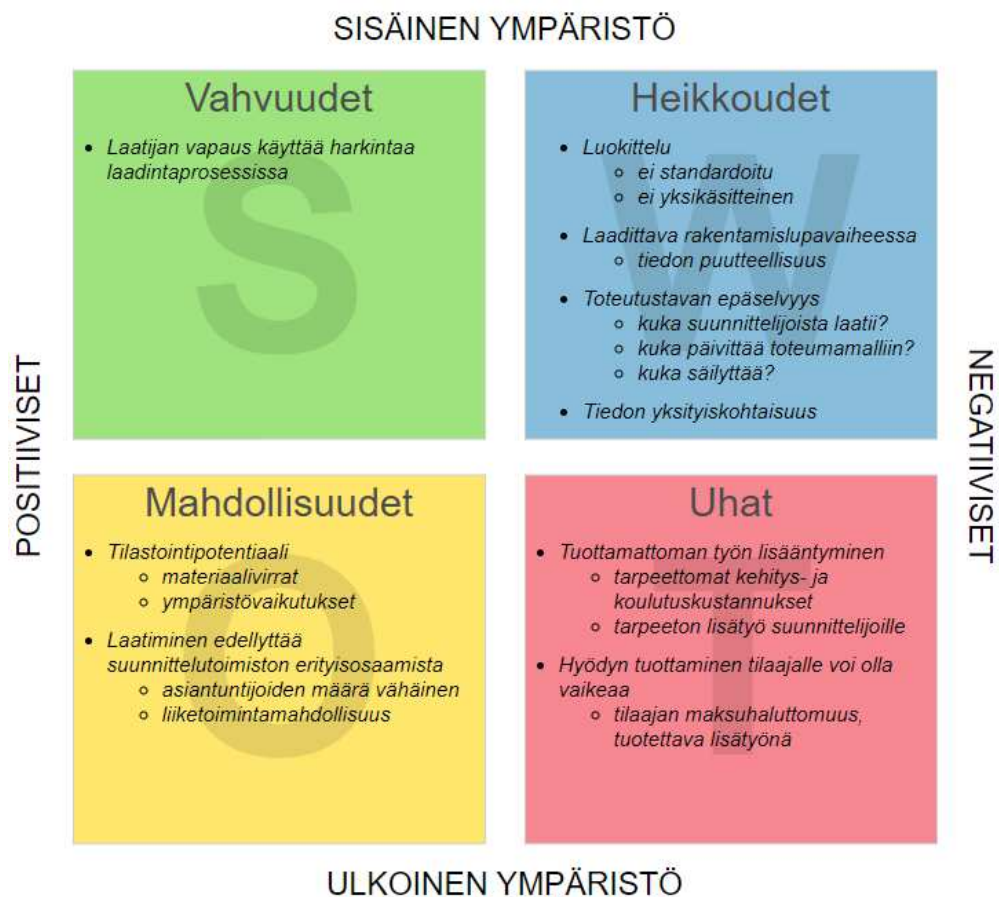 SISÄINEN YMPÄRISTÖ
POSITIIVISET
NEGATIIVISET
Vahvuudet
S
• Laatijan vapaus käyttää harkintaa
laadintaprosessissa
Heikkoudet
W
• Luokittelu
o ei standardoitu
o ei yksikäsitteinen
• Laadittava rakentamislupavaiheessa
o tiedon puutteellisuus
• Toteutustavan epäselvyys
o kuka suunnittelijoista laatii?
o kuka päivittää toteumamalliin?
o kuka säilyttää?
• Tiedon yksityiskohtaisuus
Mahdollisuudet
O
• Tilastointipotentiaali
o materiaalivirrat
o ympäristövaikutukset
• Laatiminen edellyttää
suunnittelutoimiston erityisosaamista
o asiantuntijoiden määrä vähäinen
o liiketoimintamahdollisuus
Uhat
T
• Tuottamattoman työn lisääntyminen
o tarpeettomat kehitys- ja
koulutuskustannukset
o tarpeeton lisätyö suunnittelijoille
• Hyödyn tuottaminen tilaajalle voi olla
vaikeaa
o tilaajan maksuhaluttomuus,
tuotettava lisätyönä
ULKOINEN YMPÄRISTÖ